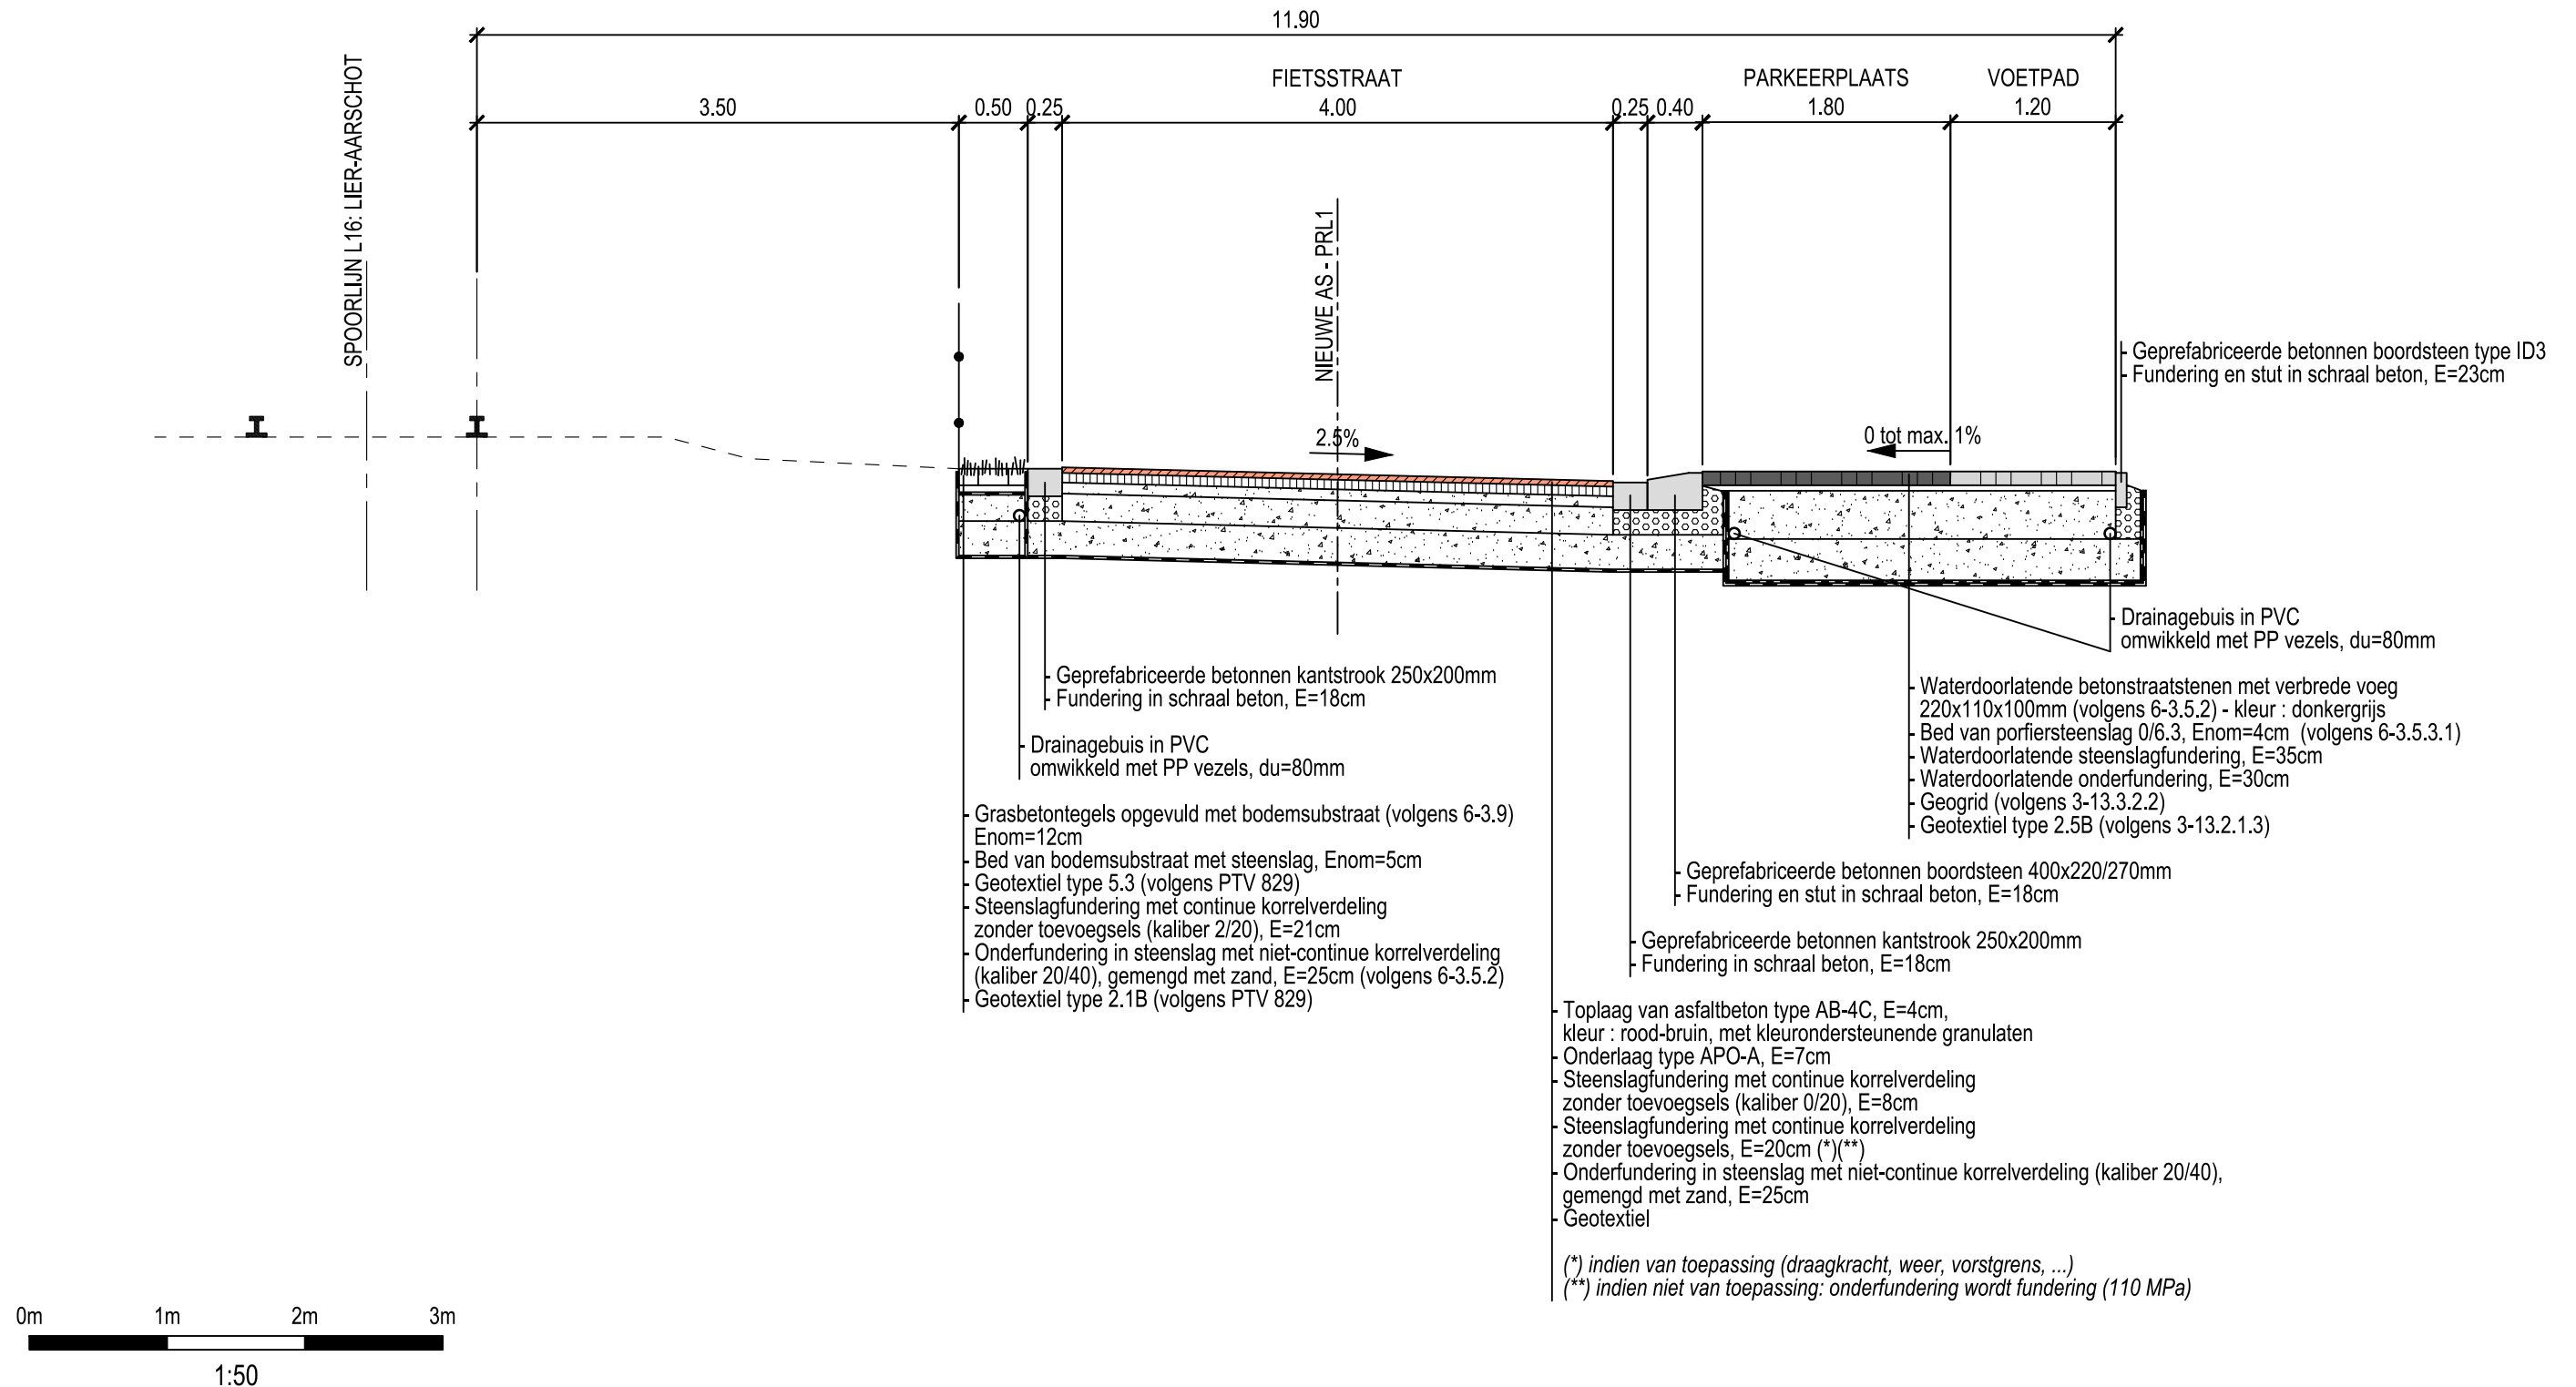 11.90
FIETSSTRAAT
PARKEERPLAATS
VOETPAD
3.50
0.50
0.25
4.00
0.25
0.40
1.80
1.20
SPOORLIJN L16: LIER-AARSCHOT
NIEUWE AS - PRL1
Geprefabriceerde betonnen boordsteen type ID3
Fundering en stut in schraal beton, E=23cm
2.5%
0 tot max. 1%
Drainagebuis in PVC
omwikkeld met PP vezels, du=80mm
Geprefabriceerde betonnen kantstrook 250x200mm
Fundering in schraal beton, E=18cm
Drainagebuis in PVC
omwikkeld met PP vezels, du=80mm
Grasbetontegels opgevuld met bodemsubstraat (volgens 6-3.9)
Enom=12cm
Bed van bodemsubstraat met steenslag, Enom=5cm
Geotextiel type 5.3 (volgens PTV 829)
Steenslagfundering met continue korrelverdeling
zonder toevoegsels (kaliber 2/20), E=21cm
Onderfundering in steenslag met niet-continue korrelverdeling
(kaliber 20/40), gemengd met zand, E=25cm (volgens 6-3.5.2)
Geotextiel type 2.1B (volgens PTV 829)
Waterdoorlatende betonstraatstenen met verbrede voeg
220x110x100mm (volgens 6-3.5.2) - kleur : donkergrijs
Bed van porfiersteenslag 0/6.3, Enom=4cm (volgens 6-3.5.3.1)
Waterdoorlatende steenslagfundering, E=35cm
Waterdoorlatende onderfundering, E=30cm
Geogrid (volgens 3-13.3.2.2)
Geotextiel type 2.5B (volgens 3-13.2.1.3)
Geprefabriceerde betonnen boordsteen 400x220/270mm
Fundering en stut in schraal beton, E=18cm
Geprefabriceerde betonnen kantstrook 250x200mm
Fundering in schraal beton, E=18cm
Toplaag van asfaltbeton type AB-4C, E=4cm,
kleur : rood-bruin, met kleurondersteunende granulaten
Onderlaag type APO-A, E=7cm
Steenslagfundering met continue korrelverdeling
zonder toevoegsels (kaliber 0/20), E=8cm
Steenslagfundering met continue korrelverdeling
zonder toevoegsels, E=20cm (*)(**)
Onderfundering in steenslag met niet-continue korrelverdeling (kaliber 20/40),
gemengd met zand, E=25cm
Geotextiel
(*) indien van toepassing (draagkracht, weer, vorstgrens, ...)
(**) indien niet van toepassing: onderfundering wordt fundering (110 MPa)
0m
1m
2m
3m
1:50